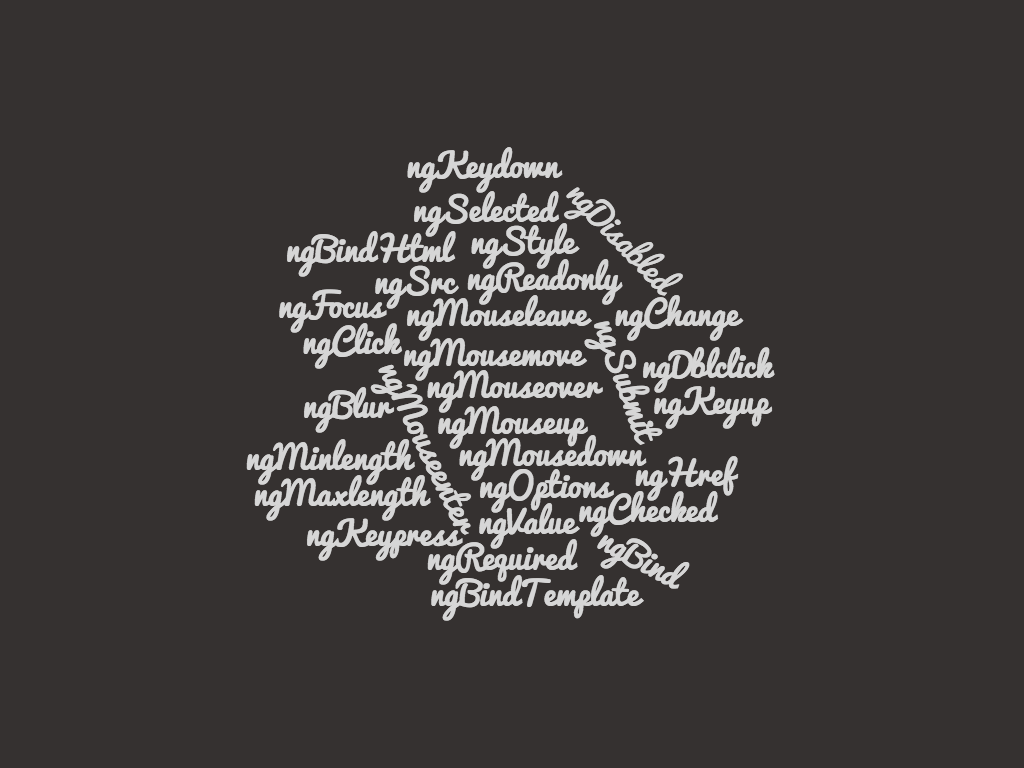 ngKeydown
ngSelected
ngDisabled
ngBindHtml
ngStyle
ngSrc
ngReadonly
ngFocus
ngMouseleave
ngChange
ngClick
ngMousemove
ngSubmit
ngDblclick
ngMouseover
ngMouseenter
ngBlur
ngKeyup
ngMouseup
ngMinlength
ngMousedown
ngHref
ngMaxlength
ngOptions
ngChecked
ngValue
ngKeypress
ngRequired
ngBind
ngBindTemplate